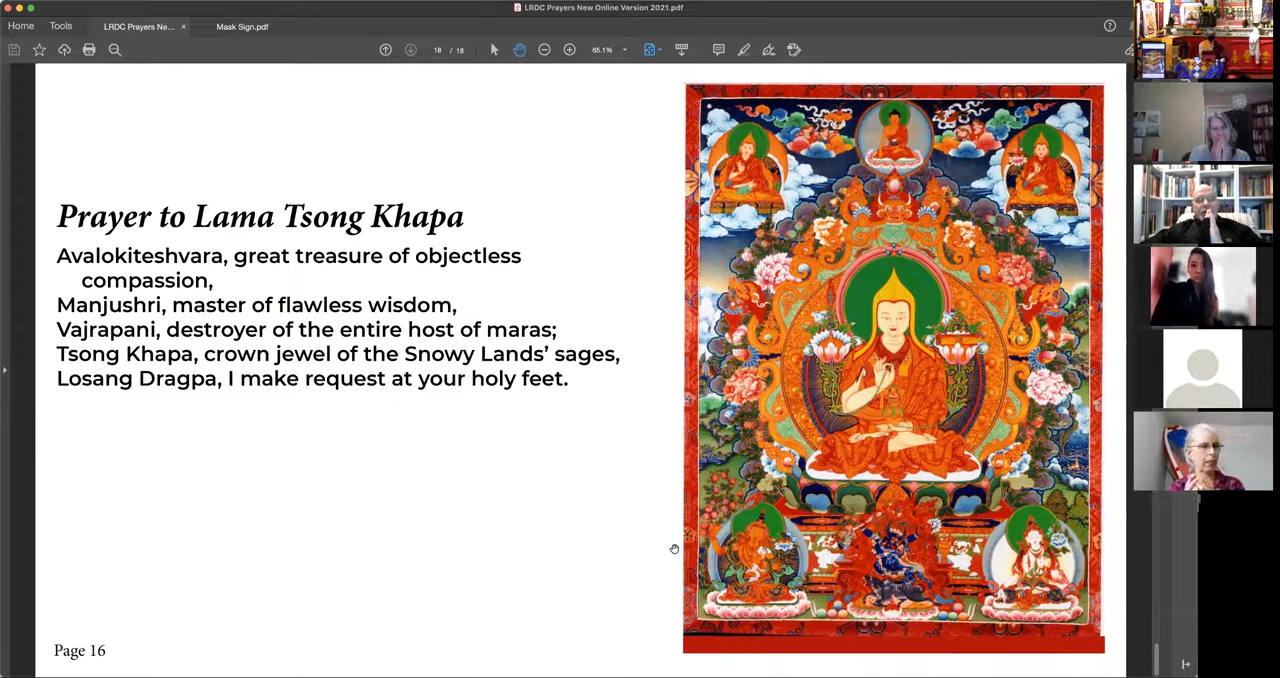 LRDC Prayers New Online Version 2021.pdf
Home
Tools
LRDC Prayers Ne...
×
Mask Sign.pdf
18 / 18
65.1%
Prayer to Lama Tsong Khapa
Avalokiteshvara, great treasure of objectless
compassion,
Manjushri, master of flawless wisdom,
Vajrapani, destroyer of the entire host of maras;
Tsong Khapa, crown jewel of the Snowy Lands’ sages,
Losang Dragpa, I make request at your holy feet.
Page 16